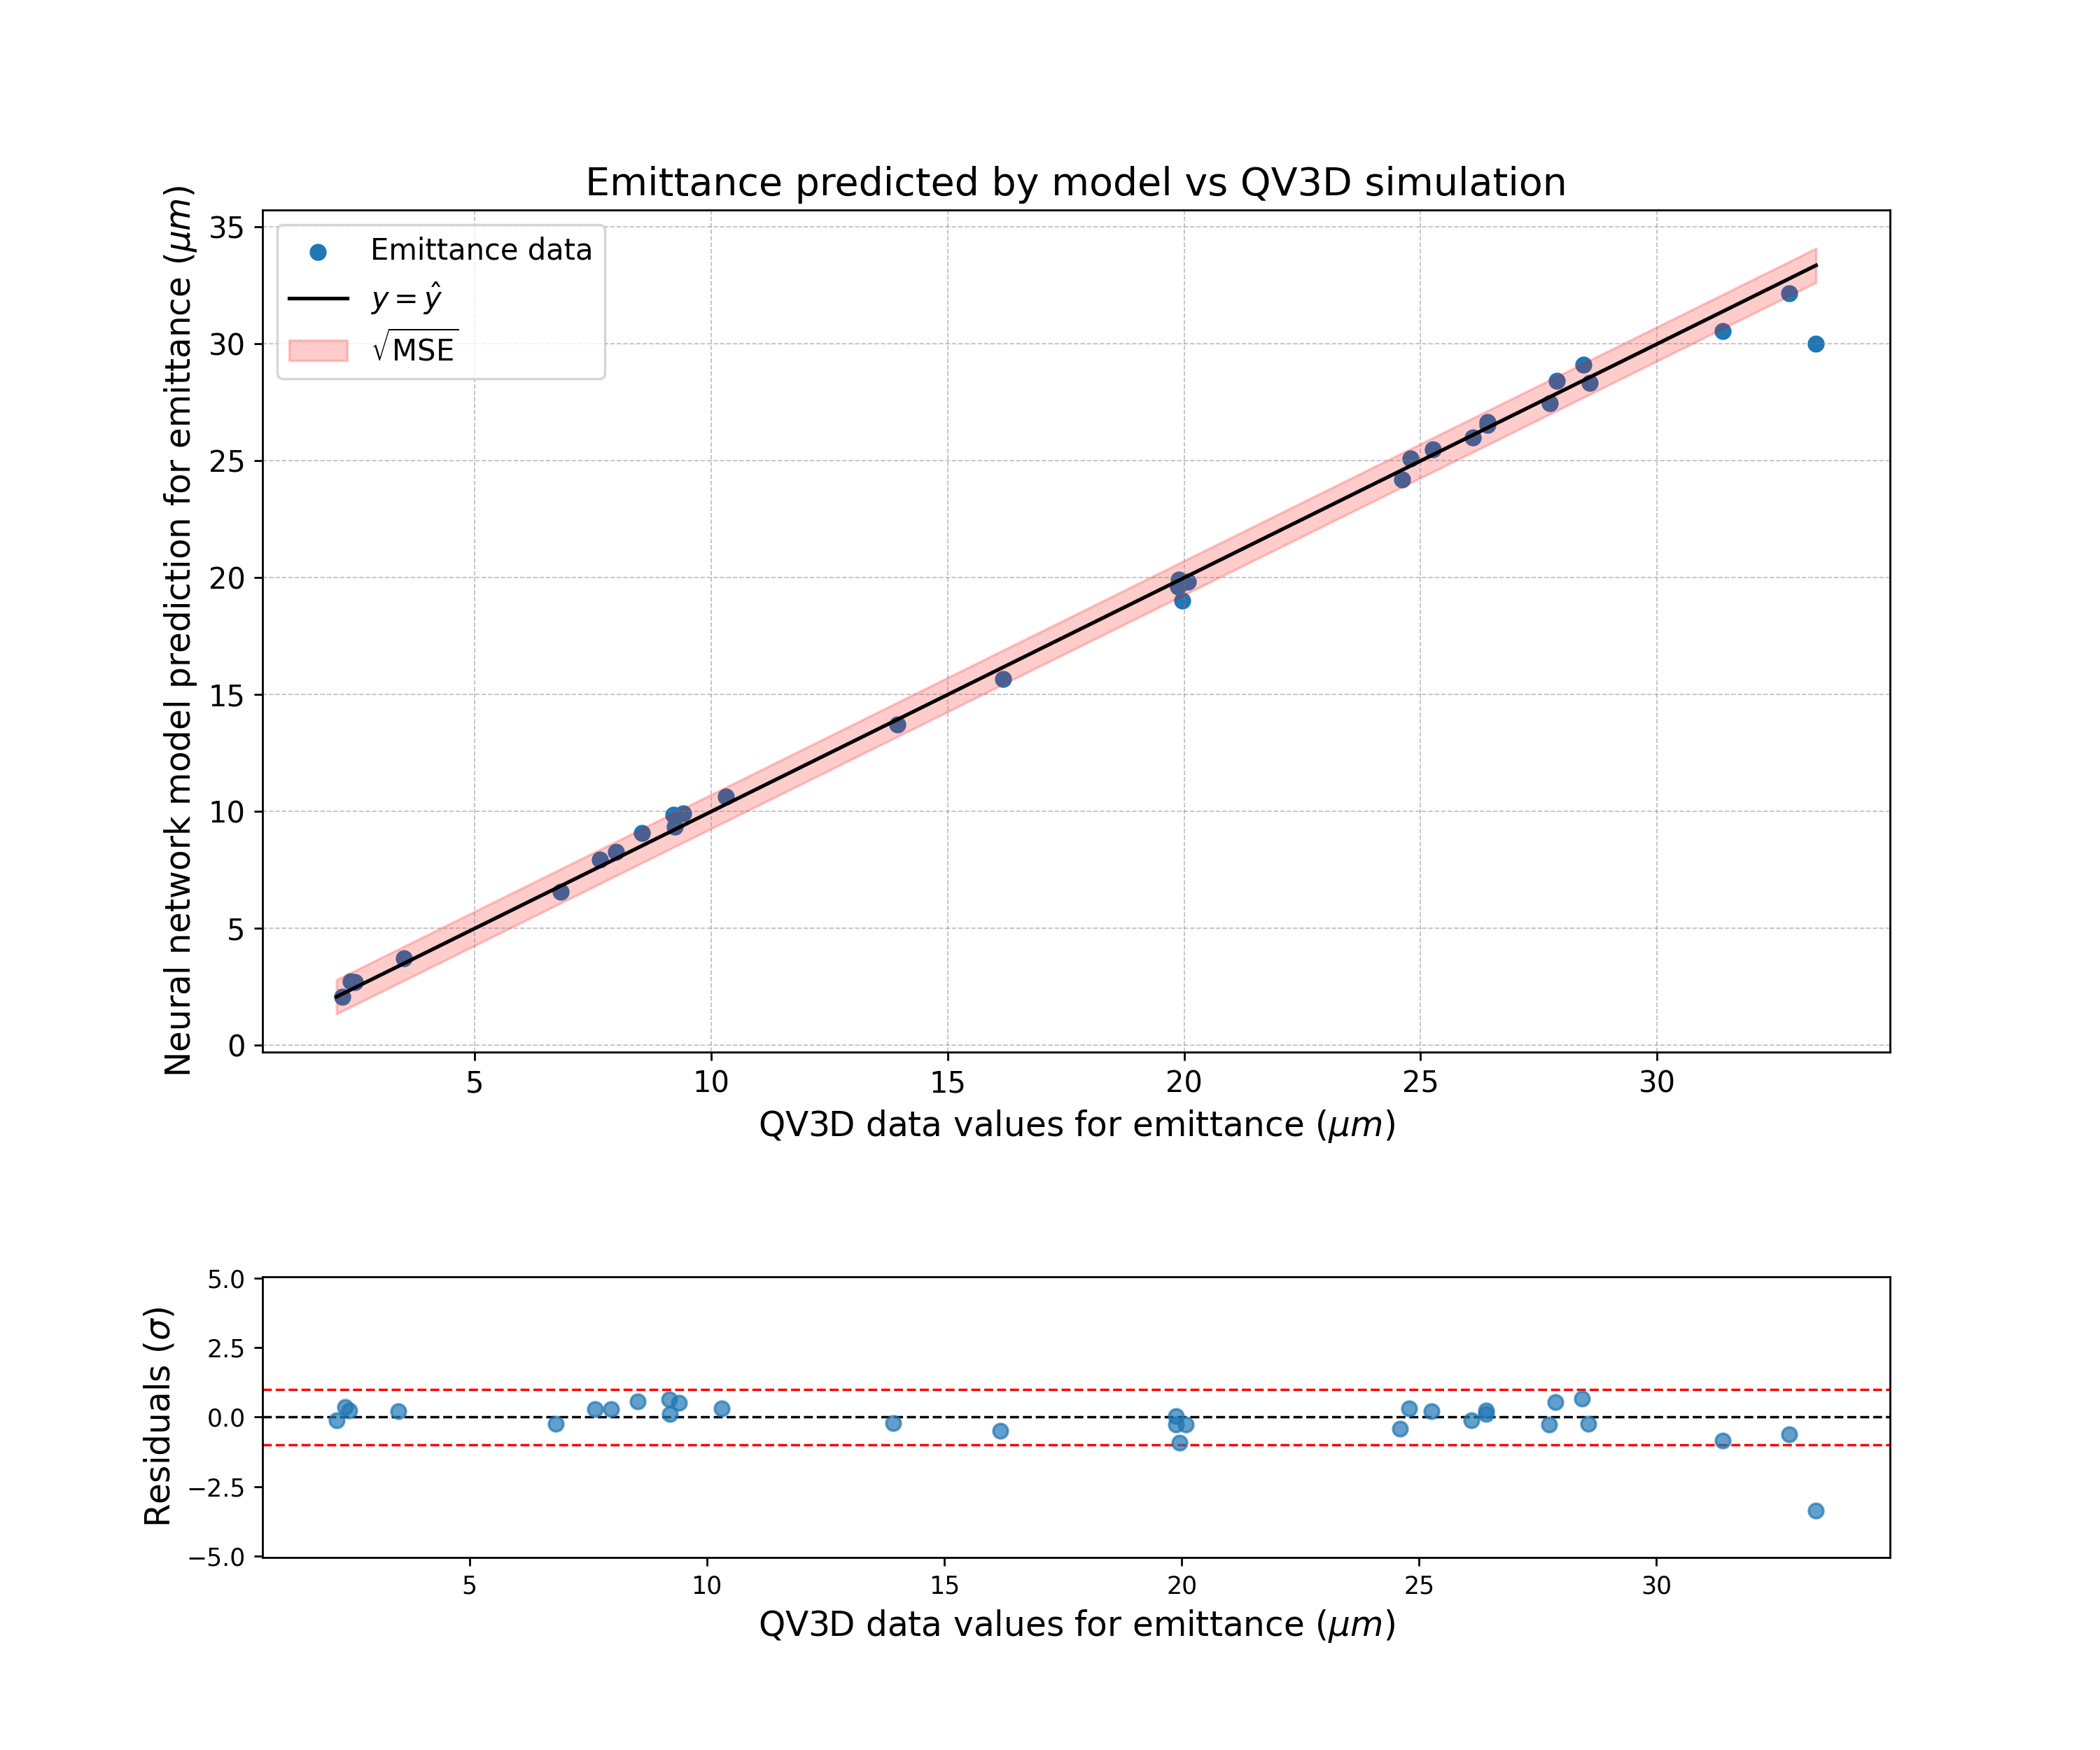 Emittance predicted by model vs QV3D simulation
Neural network model prediction for emittance (μm)
35
30
25
20
15
10
5
0
Emittance data
y = ŷ
√MSE
5 10 15 20 25 30
QV3D data values for emittance (μm)
Residuals (σ)
5.0
2.5
0.0
−2.5
−5.0
5 10 15 20 25 30
QV3D data values for emittance (μm)